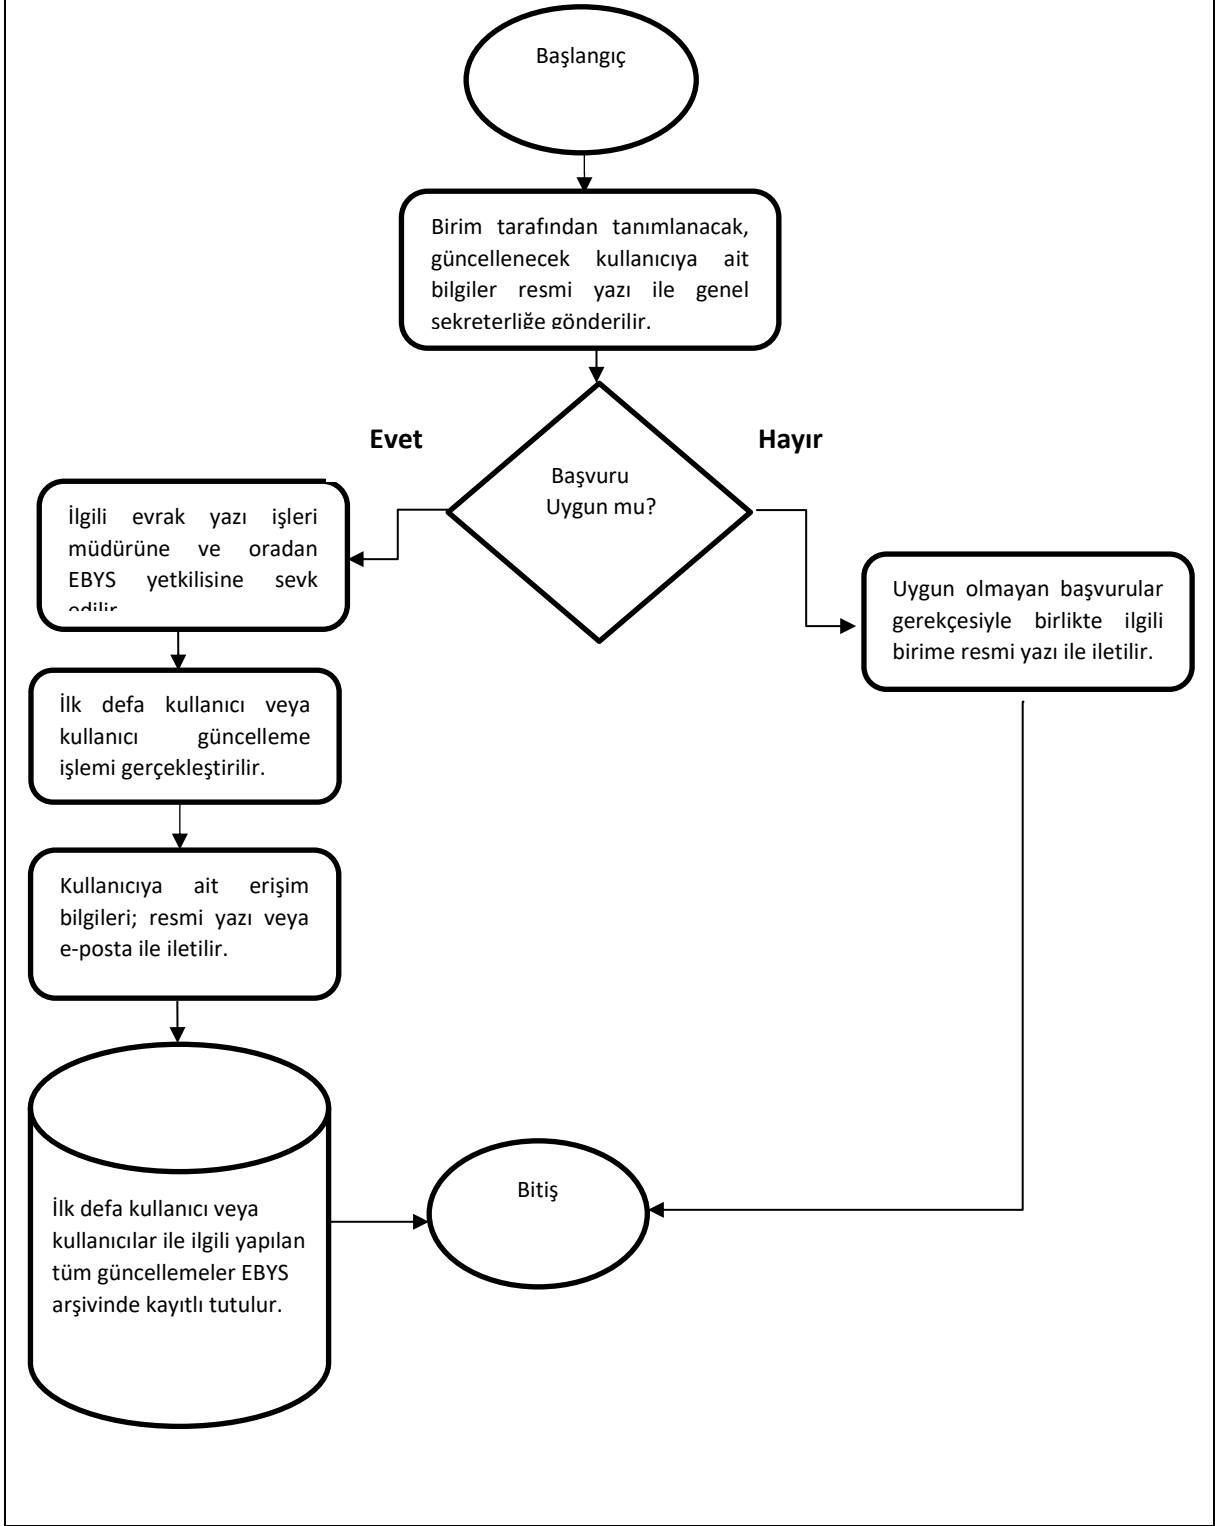 Başlangıç
Birim tarafından tanımlanacak,
güncellenecek kullanıcıya ait
bilgiler resmi yazı ile genel
sekreterliğe gönderilir.
Evet
Hayır
Başvuru
Uygun mu?
İlgili evrak yazı işleri
müdürüne ve oradan
EBYS yetkilisine sevk
edilir
Uygun olmayan başvurular
gerekçesiyle birlikte ilgili
birime resmi yazı ile iletilir.
İlk defa kullanıcı veya
kullanıcı güncelleme
işlemi gerçekleştirilir.
Kullanıcıya ait erişim
bilgileri; resmi yazı veya
e-posta ile iletilir.
İlk defa kullanıcı veya
kullanıcılar ile ilgili yapılan
tüm güncellemeler EBYS
arşivinde kayıtlı tutulur.
Bitiş